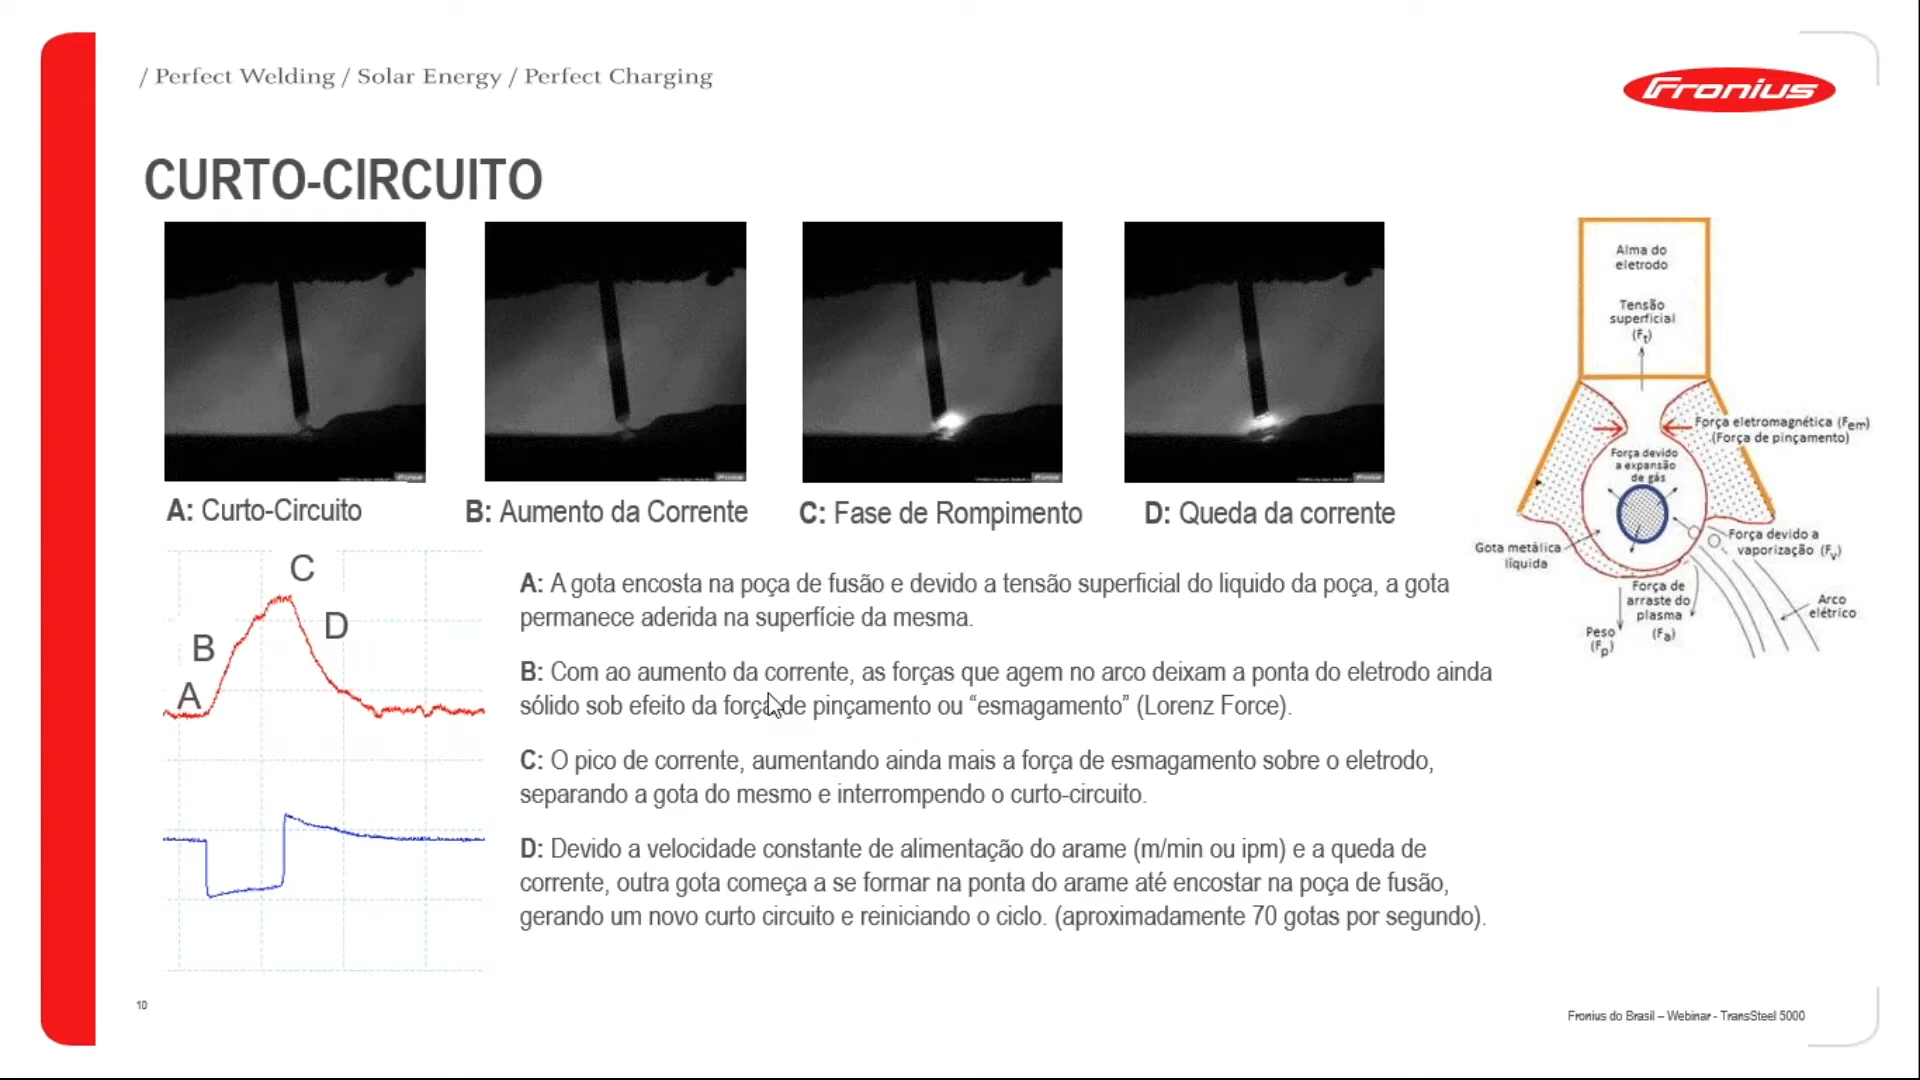 / Perfect Welding / Solar Energy / Perfect Charging
Fronius
CURTO-CIRCUITO
A: Curto-Circuito
B: Aumento da Corrente
C: Fase de Rompimento
D: Queda da corrente
C
D
B
A
A: A gota encosta na poça de fusão e devido a tensão superficial do liquido da poça, a gota
permanece aderida na superfície da mesma.
B: Com ao aumento da corrente, as forças que agem no arco deixam a ponta do eletrodo ainda
sólido sob efeito da força de pinçamento ou “esmagamento” (Lorenz Force).
C: O pico de corrente, aumentando ainda mais a força de esmagamento sobre o eletrodo,
separando a gota do mesmo e interrompendo o curto-circuito.
D: Devido a velocidade constante de alimentação do arame (m/min ou ipm) e a queda de
corrente, outra gota começa a se formar na ponta do arame até encostar na poça de fusão,
gerando um novo curto circuito e reiniciando o ciclo. (aproximadamente 70 gotas por segundo).
Alma do
eletrodo
Tensão
superficial
(Ft)
Força eletromagnética (Fem)
(Força de pinçamento)
Força devido
a expansão
de gás
Força devido a
vaporização (Fv)
Gota metálica
líquida
Força de
arraste do
plasma
(Fa)
Peso
(Fp)
Arco
elétrico
10
Fronius do Brasil – Webinar - TransSteel 5000